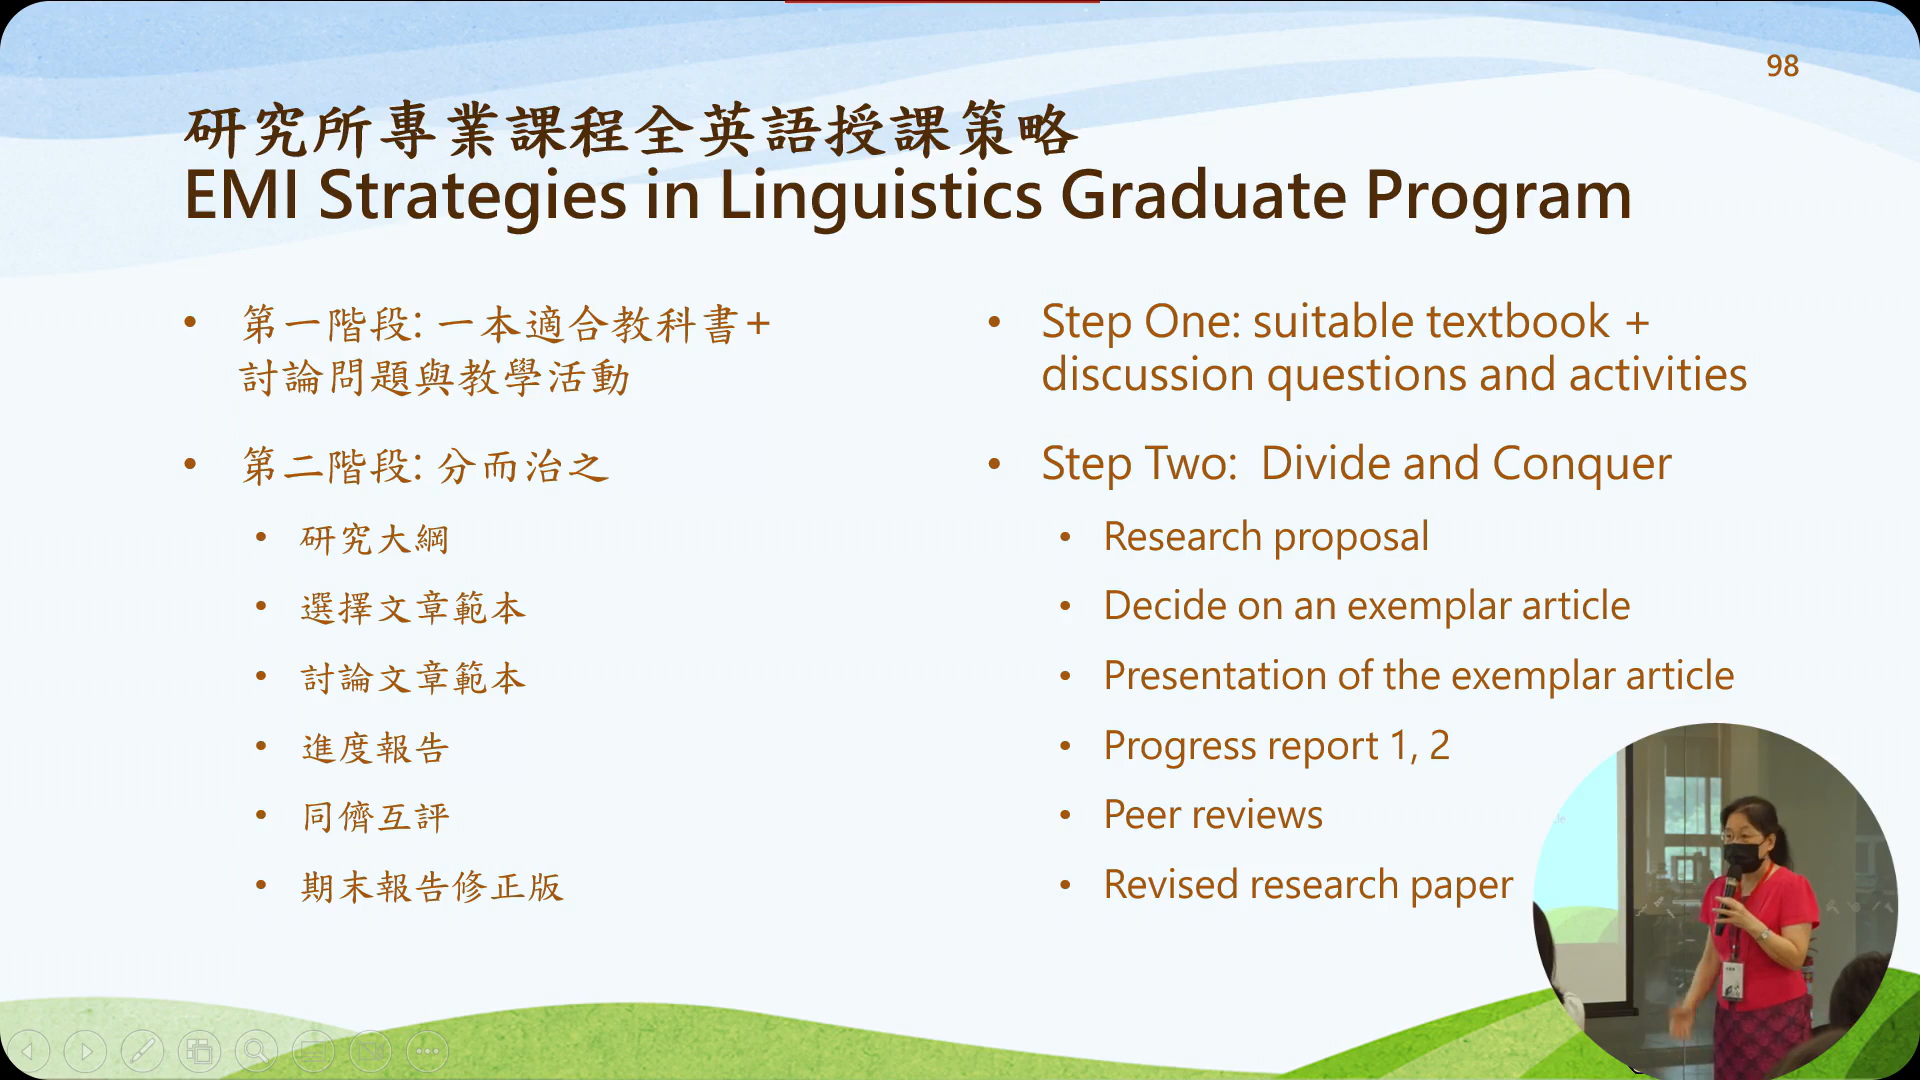 98
研究所專業課程全英語授課策略
EMI Strategies in Linguistics Graduate Program
• 第一階段: 一本適合教科書+
討論問題與教學活動
• 第二階段: 分而治之
• 研究大綱
• 選擇文章範本
• 討論文章範本
• 進度報告
• 同儕互評
• 期末報告修正版
• Step One: suitable textbook +
discussion questions and activities
• Step Two:  Divide and Conquer
• Research proposal
• Decide on an exemplar article
• Presentation of the exemplar article
• Progress report 1, 2
• Peer reviews
• Revised research paper